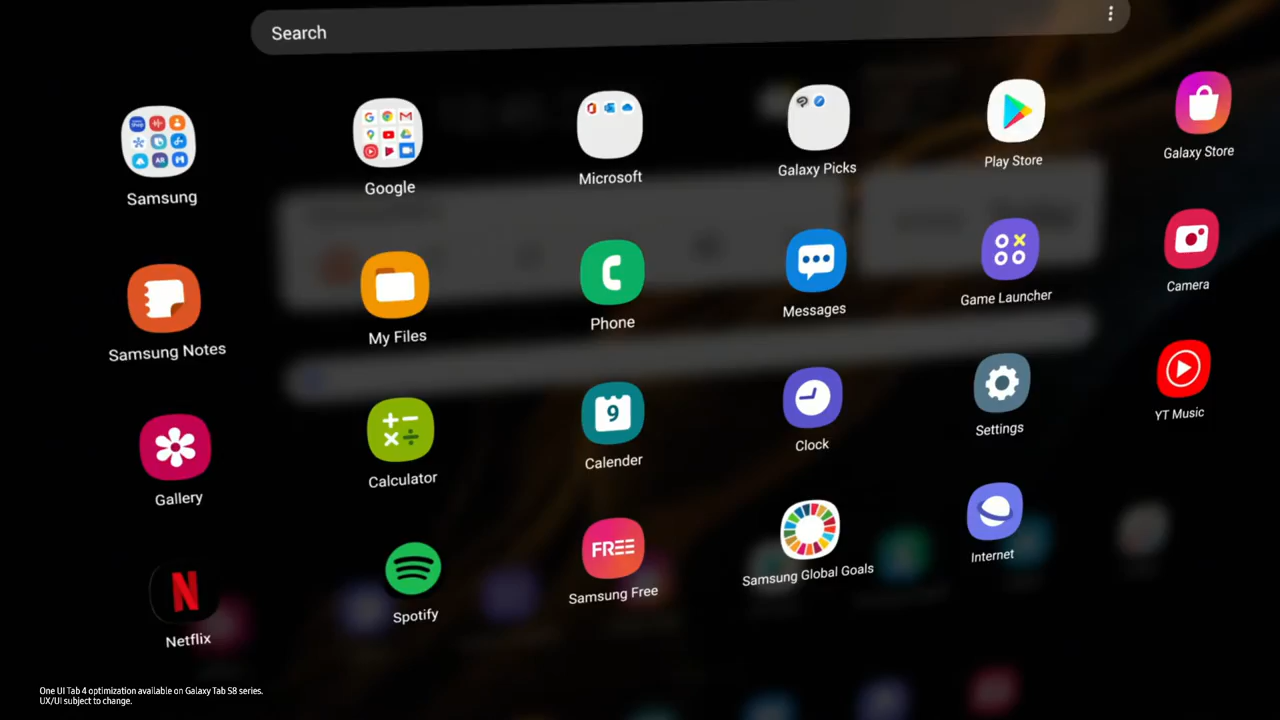 Search
Samsung
Google
Microsoft
Galaxy Picks
Play Store
Galaxy Store
Samsung Notes
My Files
Phone
Messages
Game Launcher
Camera
Gallery
Calculator
9
Calender
Clock
Settings
YT Music
N
Netflix
Spotify
FREE
Samsung Free
Samsung Global Goals
Internet
One UI Tab 4 optimization available on Galaxy Tab S8 series.
UX/UI subject to change.